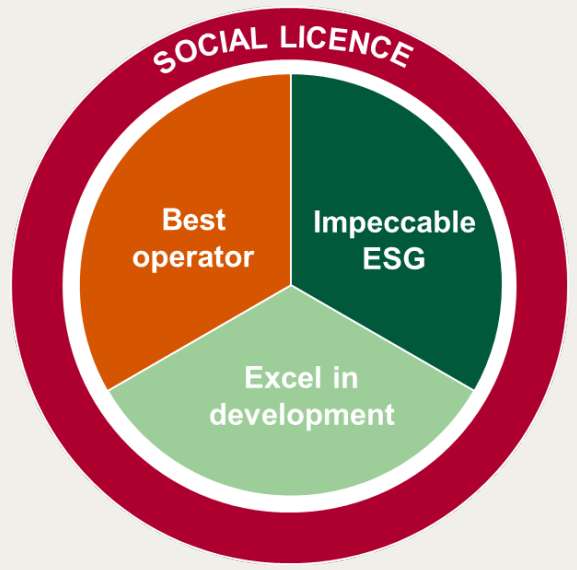 SOCIAL LICENCE
Best
operator
Impeccable
ESG
Excel in
development